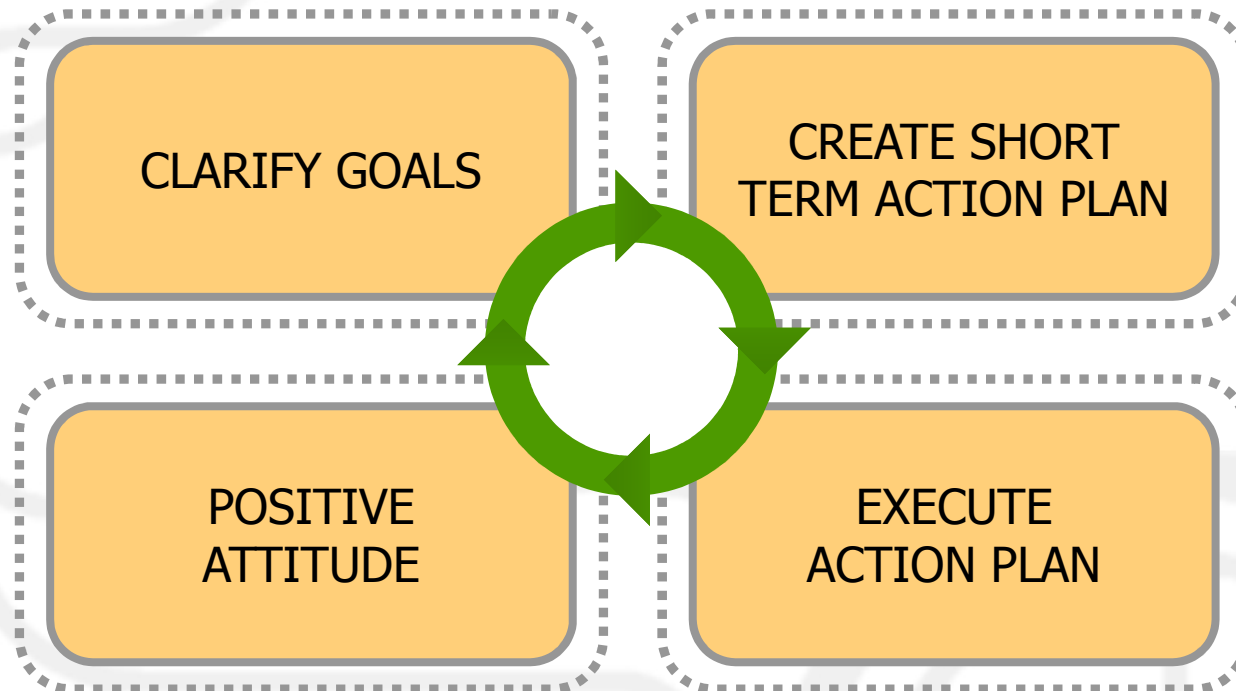 CLARIFY GOALS
CREATE SHORT
TERM ACTION PLAN
POSITIVE
ATTITUDE
EXECUTE
ACTION PLAN